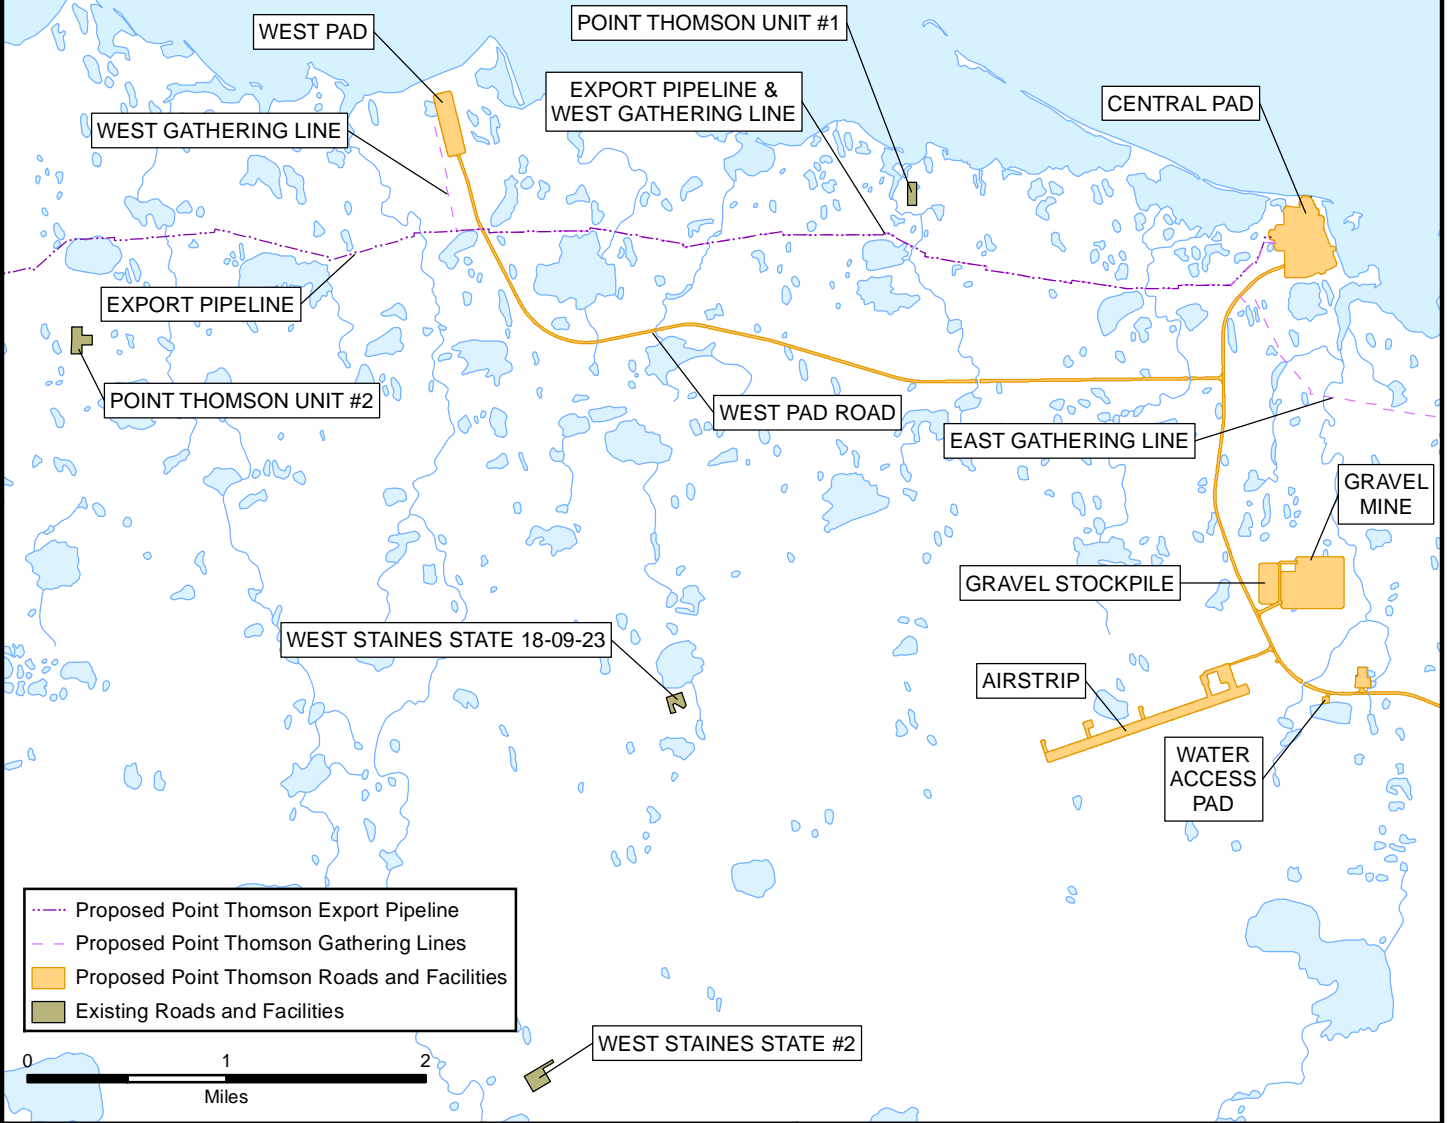 POINT THOMSON UNIT #1
WEST PAD
EXPORT PIPELINE &
WEST GATHERING LINE
CENTRAL PAD
WEST GATHERING LINE
EXPORT PIPELINE
POINT THOMSON UNIT #2
WEST PAD ROAD
EAST GATHERING LINE
GRAVEL
MINE
GRAVEL STOCKPILE
WEST STAINES STATE 18-09-23
AIRSTRIP
WATER
ACCESS
PAD
Proposed Point Thomson Export Pipeline
Proposed Point Thomson Gathering Lines
Proposed Point Thomson Roads and Facilities
Existing Roads and Facilities
WEST STAINES STATE #2
0 1 2
Miles